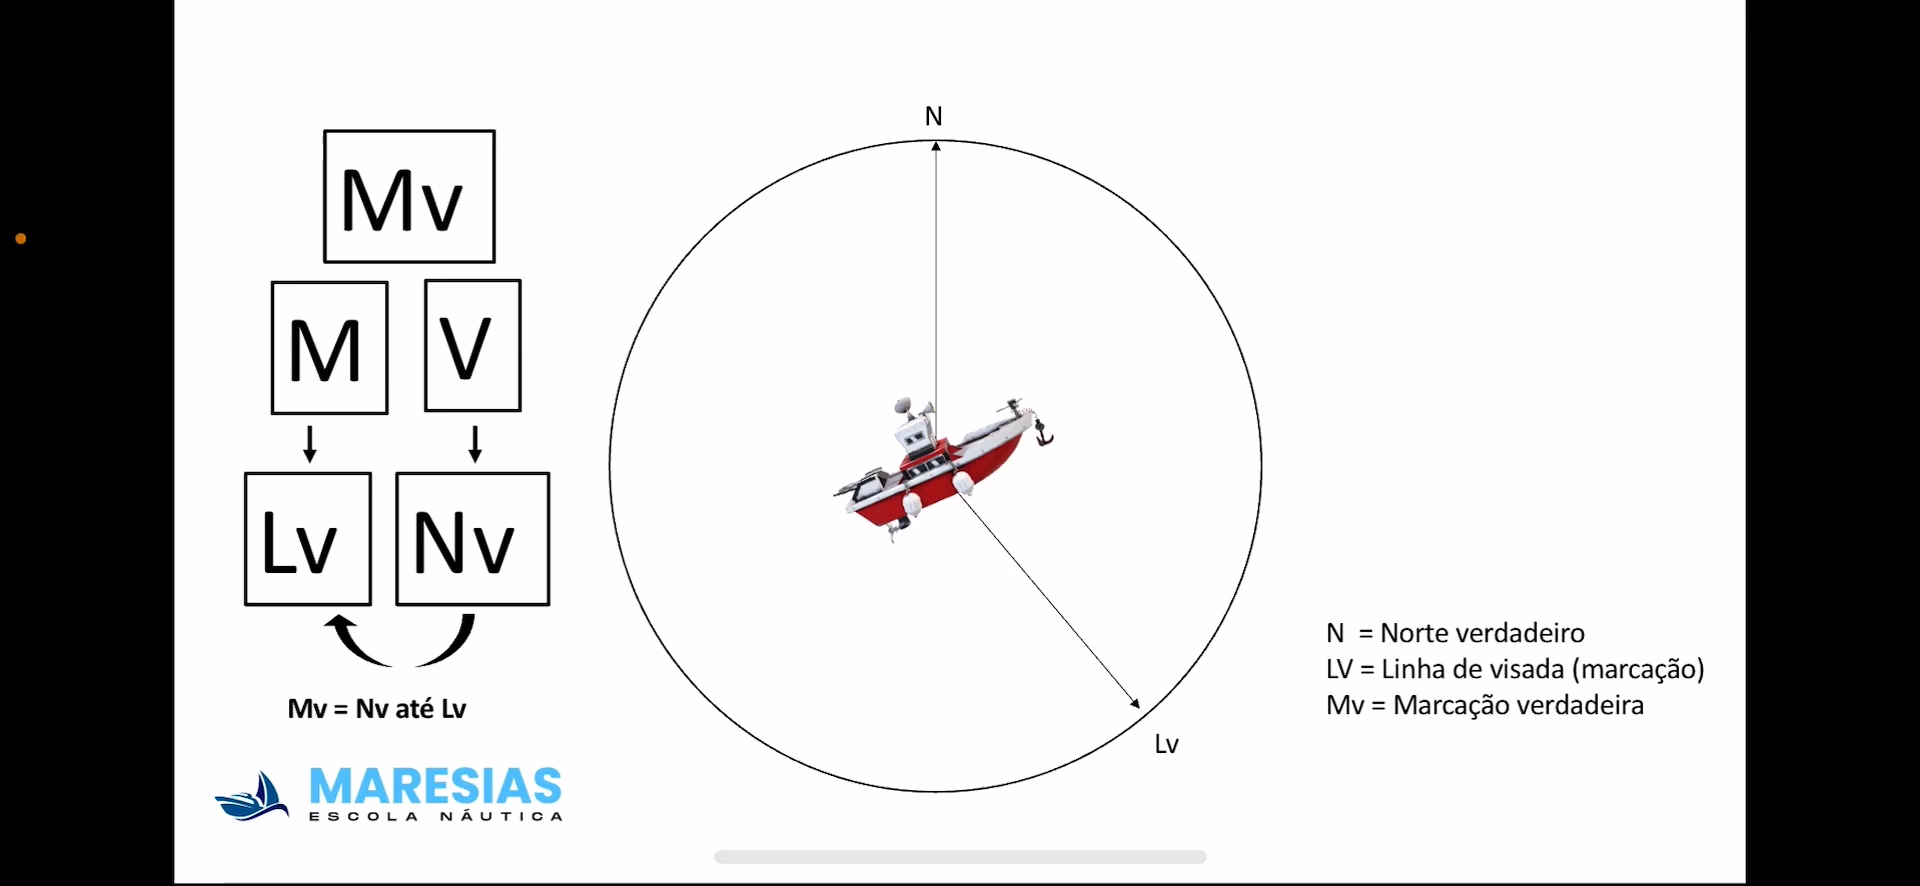 N
Mv
M V
Lv Nv
Mv = Nv até Lv
Lv
N = Norte verdadeiro
LV = Linha de visada (marcação)
Mv = Marcação verdadeira
MARESIAS
ESCOLA NÁUTICA